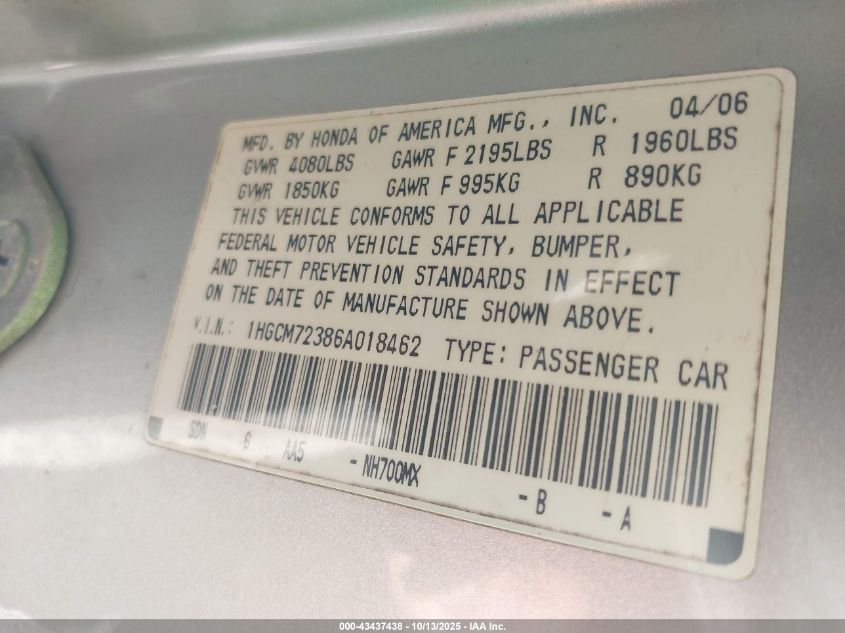 MFD. BY HONDA OF AMERICA MFG., INC. 04/06
GVWR 4080LBS GAWR F 2195LBS R 1960LBS
GVWR 1850KG GAWR F 995KG R 890KG
THIS VEHICLE CONFORMS TO ALL APPLICABLE
FEDERAL MOTOR VEHICLE SAFETY, BUMPER,
AND THEFT PREVENTION STANDARDS IN EFFECT
ON THE DATE OF MANUFACTURE SHOWN ABOVE.
V.I.N.: 1HGCM72386A018462 TYPE: PASSENGER CAR
SDN 6 AA5 - NH700MX - B - A
000-43437438 - 10/13/2025 - IAA Inc.